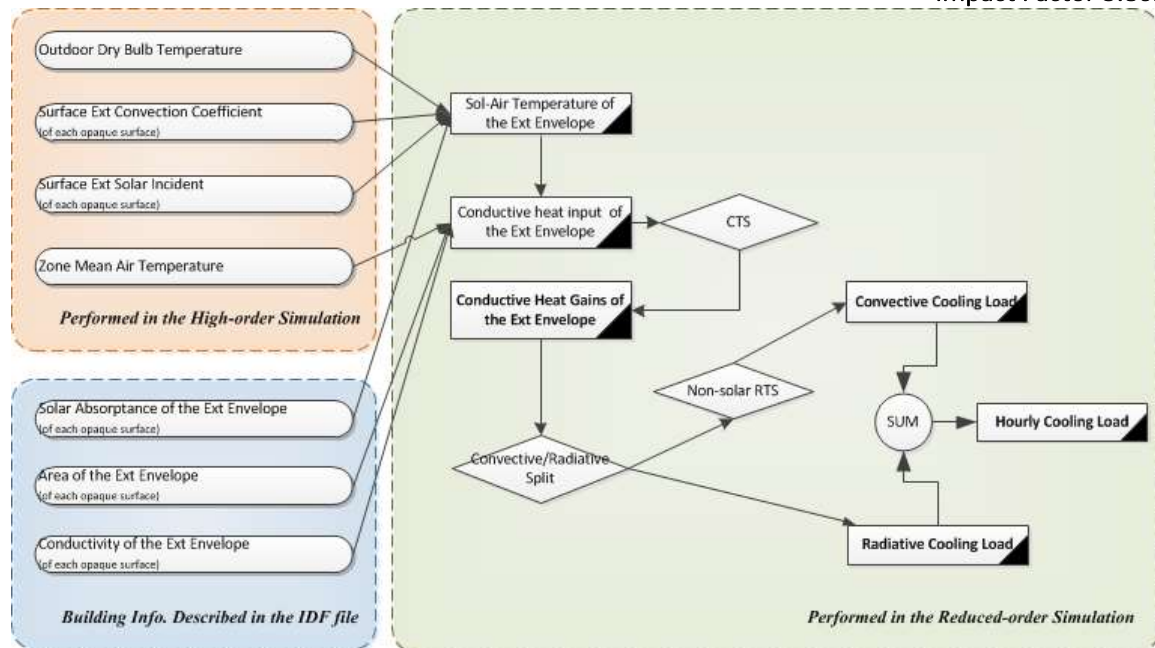 Outdoor Dry Bulb Temperature
Surface Ext Convection Coefficient
(of each opaque surface)
Surface Ext Solar Incident
(of each opaque surface)
Zone Mean Air Temperature
Performed in the High-order Simulation
Solar Absorptance of the Ext Envelope
(of each opaque surface)
Area of the Ext Envelope
(of each opaque surface)
Conductivity of the Ext Envelope
(of each opaque surface)
Building Info. Described in the IDF file
Sol-Air Temperature of
the Ext Envelope
Conductive heat input of
the Ext Envelope
CTS
Conductive Heat Gains of
the Ext Envelope
Convective/Radiative
Split
Non-solar RTS
Convective Cooling Load
SUM
Hourly Cooling Load
Radiative Cooling Load
Performed in the Reduced-order Simulation